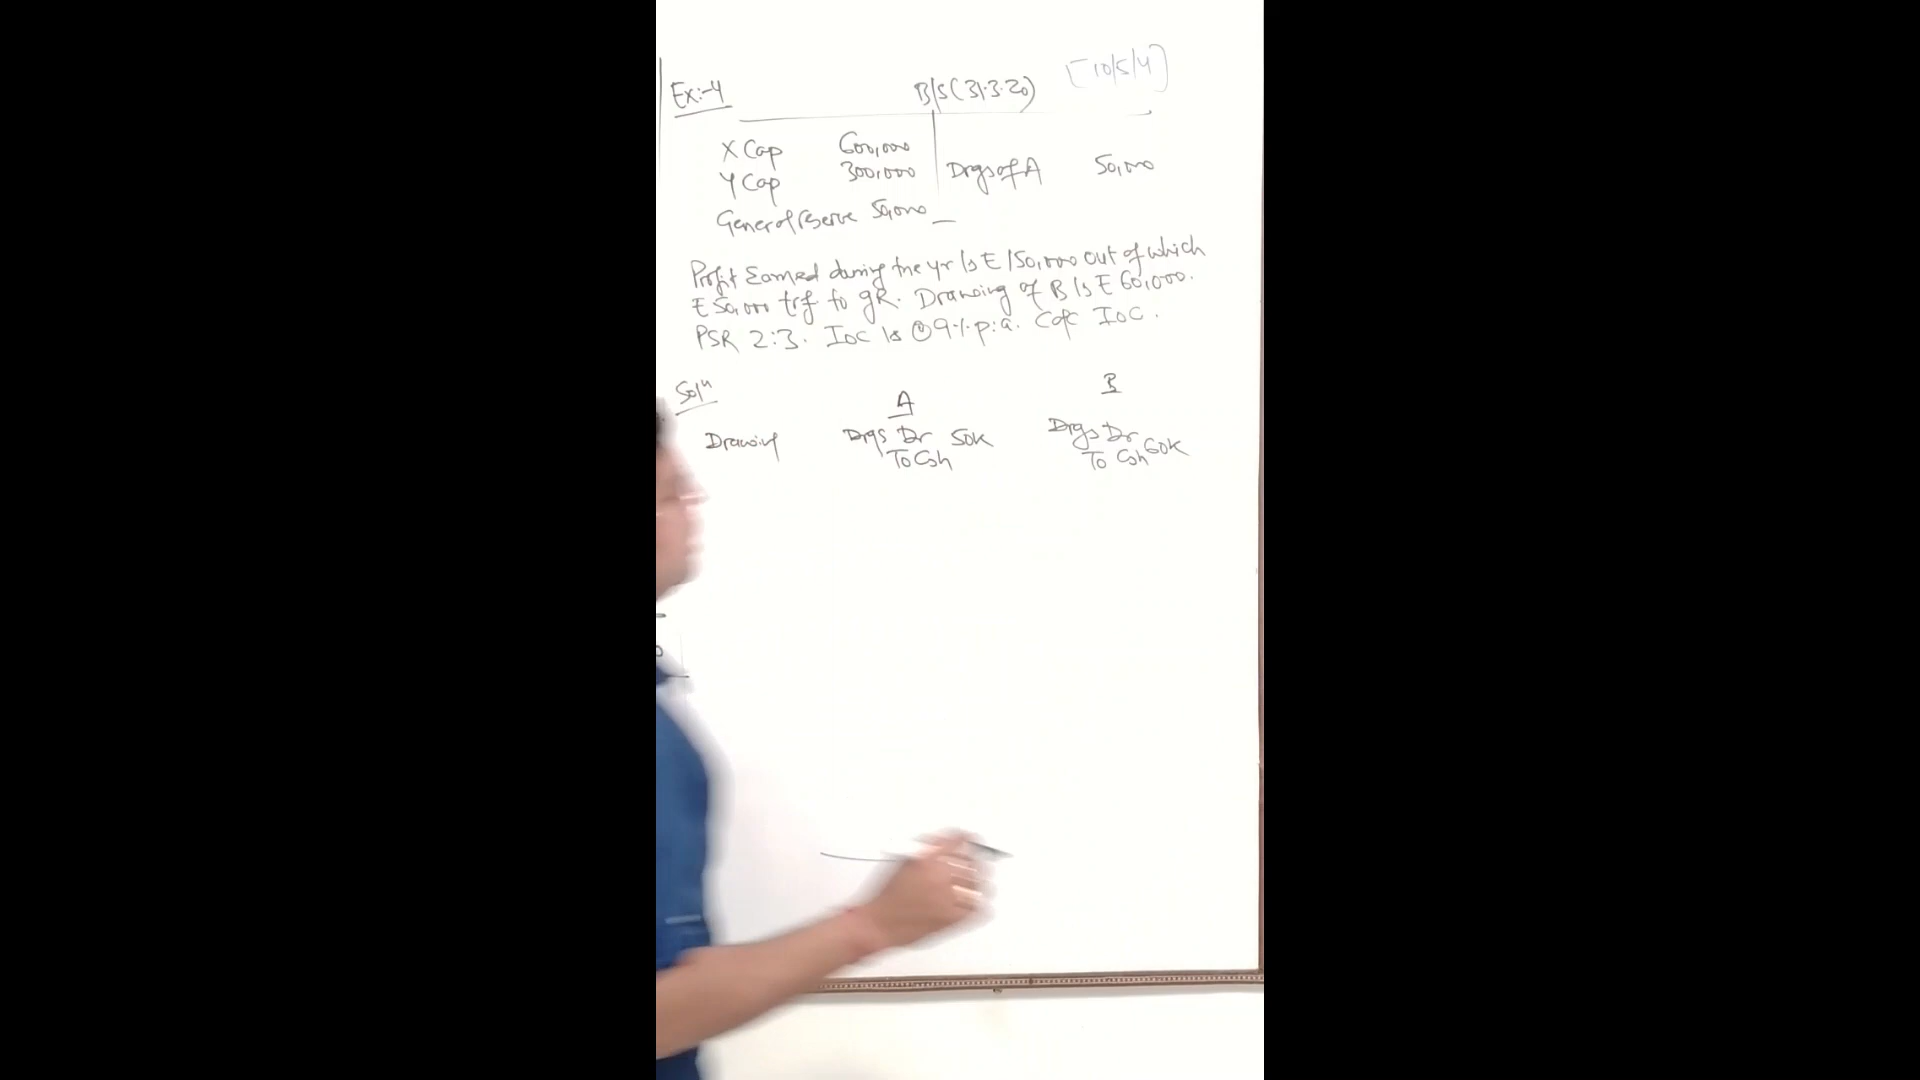 Ex:-4 B/S (31.3.20) [10/5/4]
X Cap 600,000
Y Cap 300,000 Drgs of A 50,000
General reserve 50,000
Profit Earned during the yr is ₹ 150,000 out of which
₹ 50,000 trf. to gR. Drawing of B is ₹ 60,000.
PSR 2:3. IOC is @ 9% p.a. Calc IOC.
Solⁿ A B
Drawing Drgs Dr 50K Drgs Dr 60K
To Csh To Csh